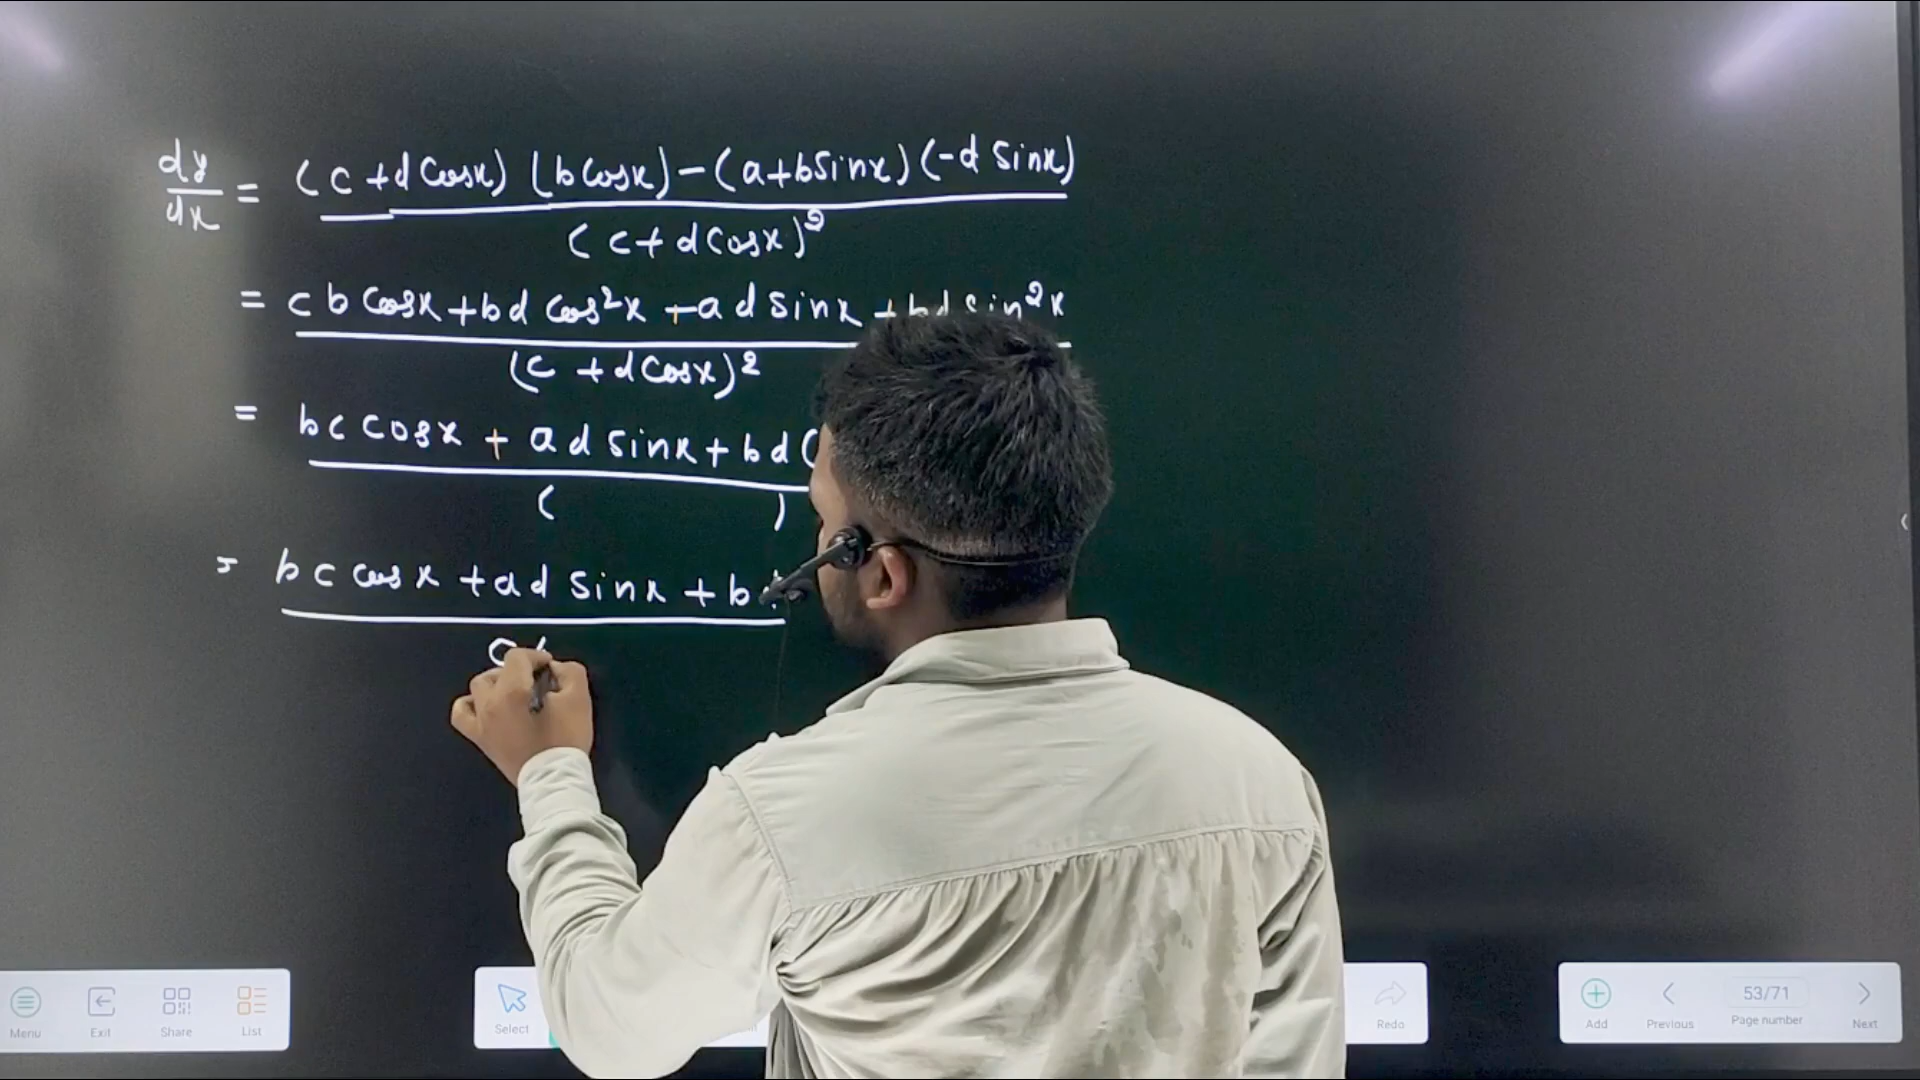 dy/dx = (c+d cosx) (b cosx) - (a+b sinx) (-d sinx)
(c+d cosx)²
= cb cosx + bd cos²x + ad sinx + bd sin²x
(c + d cosx)²
= bc cosx + ad sinx + bd (
( )
= bc cosx + ad sinx + b
Menu Exit Share List Select Redo Add Previous 53/71 Page number Next